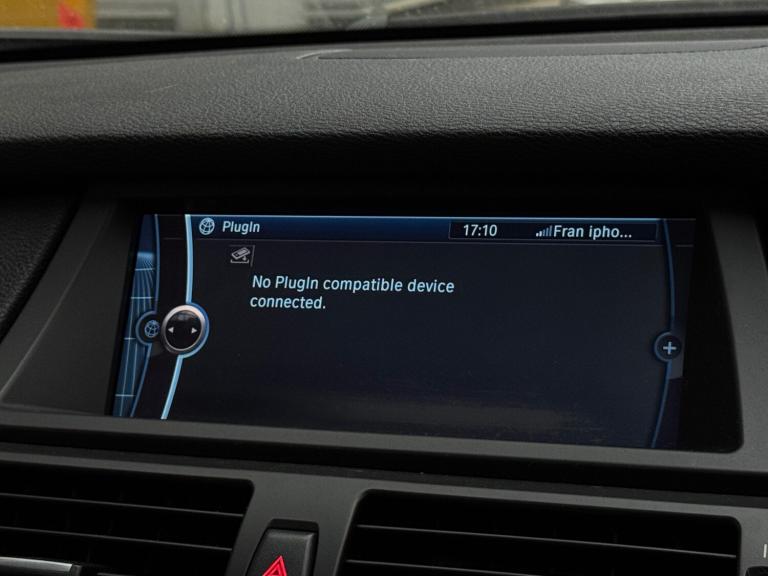 PlugIn
17:10
Fran ipho...
No PlugIn compatible device
connected.